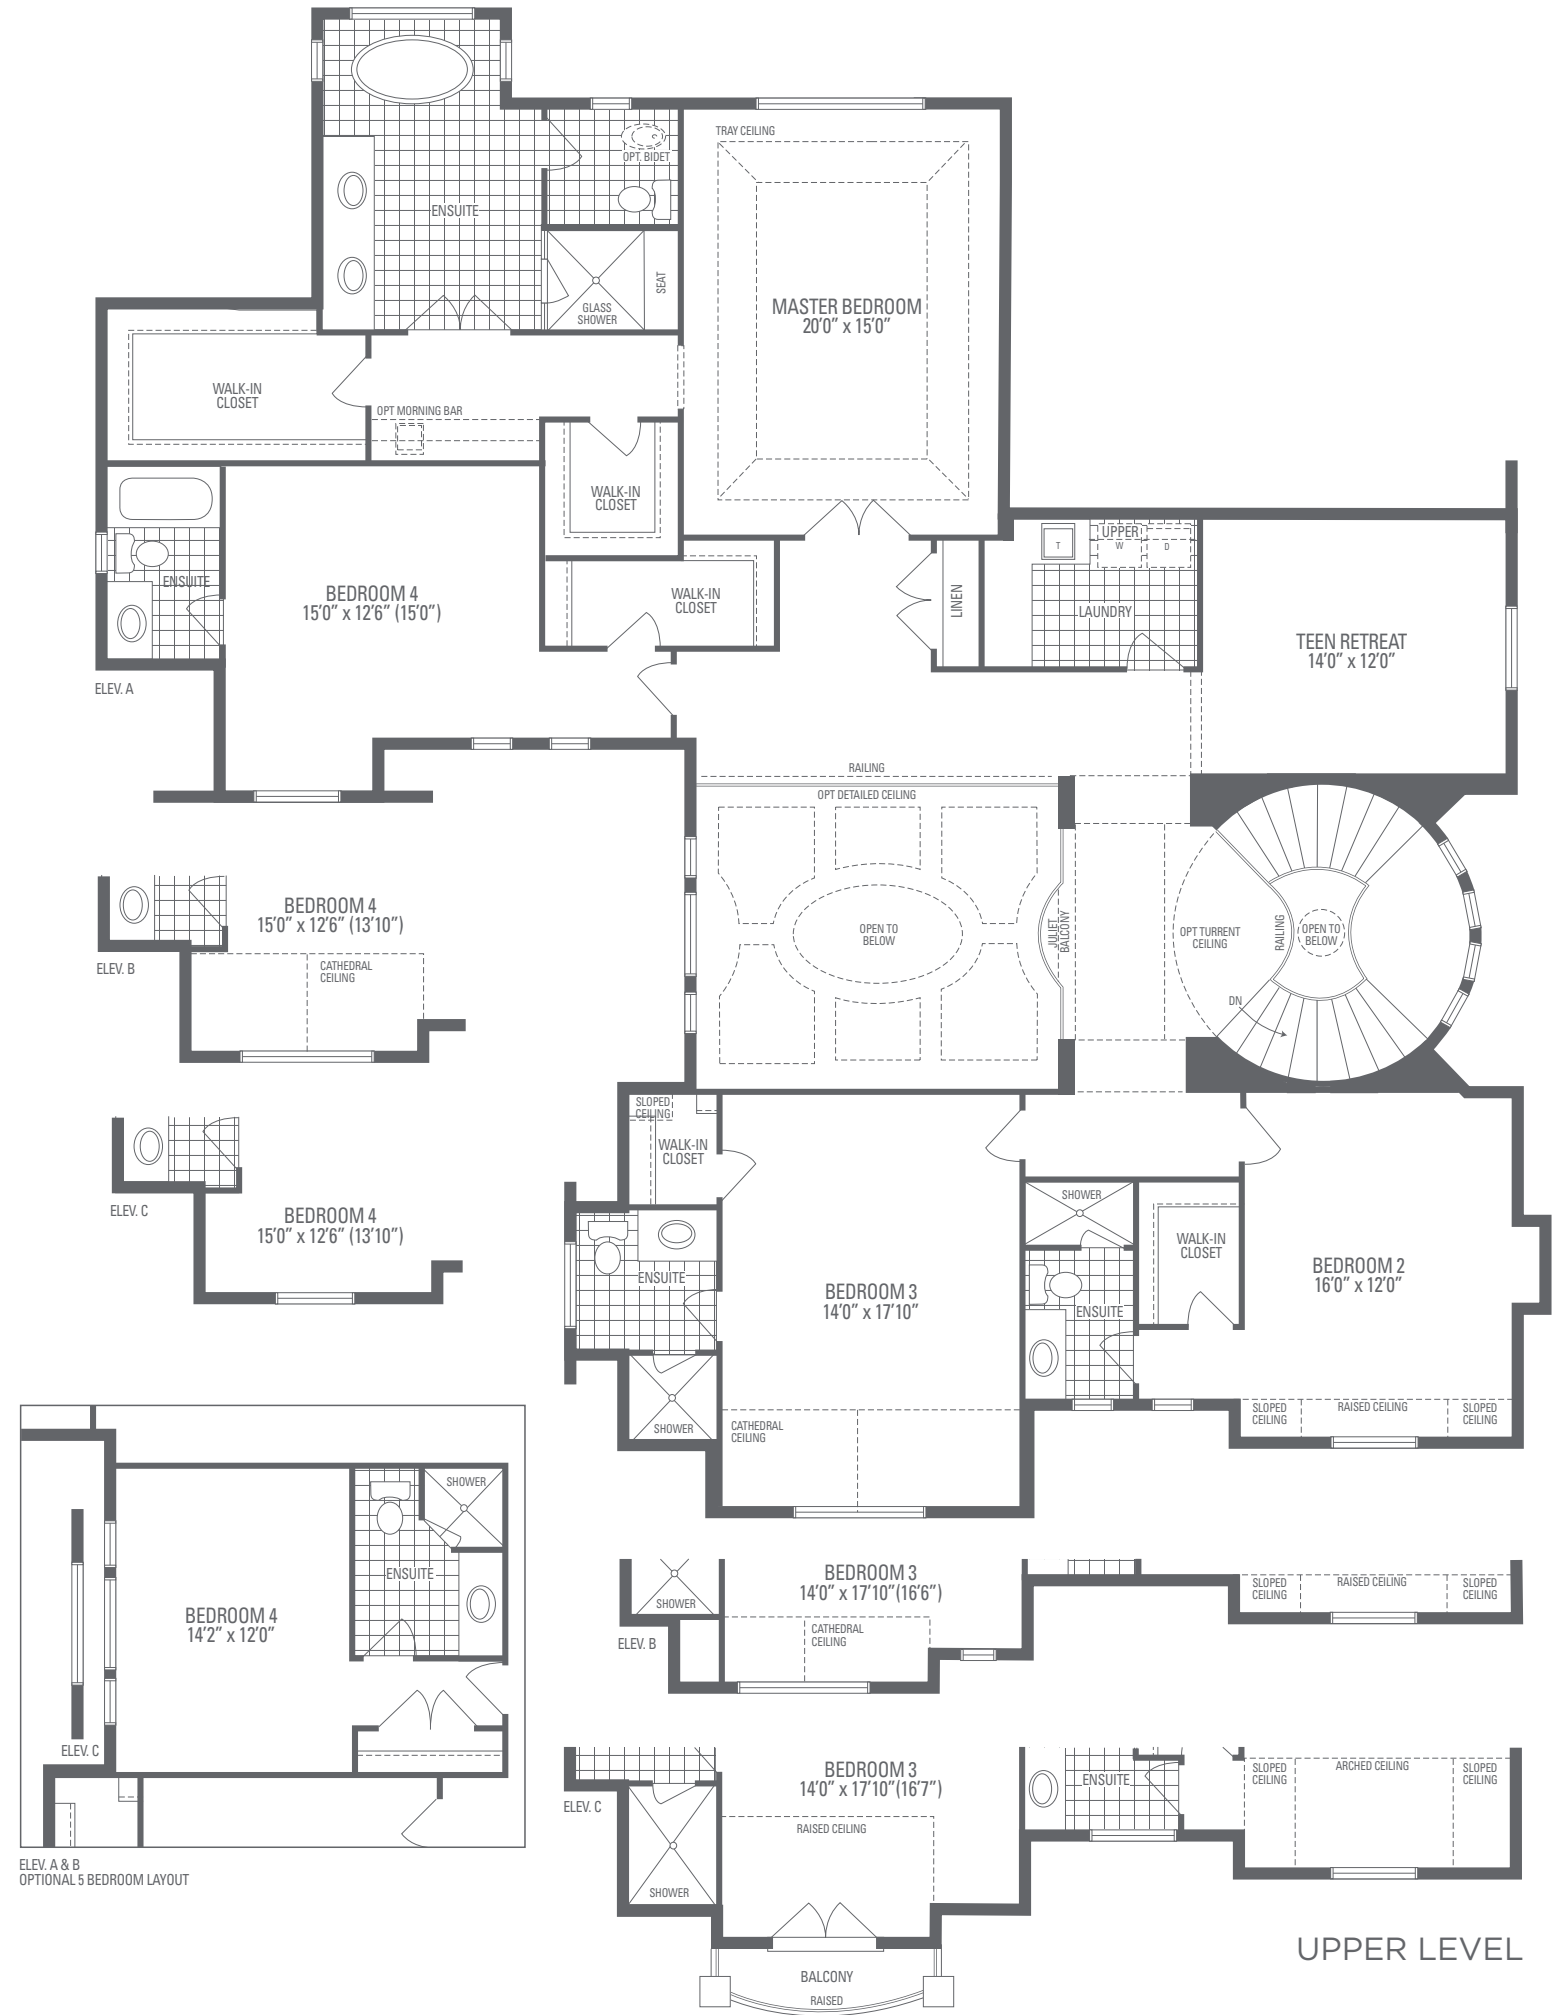 TRAY CEILING
OPT. BIDET
ENSUITE
SEAT
GLASS
SHOWER
MASTER BEDROOM
20'0" x 15'0"
WALK-IN
CLOSET
OPT MORNING BAR
WALK-IN
CLOSET
ENSUITE
BEDROOM 4
15'0" x 12'6" (15'0")
WALK-IN
CLOSET
LINEN
UPPER
T
W
D
LAUNDRY
TEEN RETREAT
14'0" x 12'0"
ELEV. A
RAILING
OPT DETAILED CEILING
OPEN TO
BELOW
JULIET
BALCONY
OPT TURRENT
CEILING
RAILING
OPEN TO
BELOW
DN
BEDROOM 4
15'0" x 12'6" (13'10")
ELEV. B
CATHEDRAL
CEILING
ELEV. C
BEDROOM 4
15'0" x 12'6" (13'10")
SLOPED
CEILING
WALK-IN
CLOSET
ENSUITE
SHOWER
BEDROOM 3
14'0" x 17'10"
CATHEDRAL
CEILING
SHOWER
WALK-IN
CLOSET
ENSUITE
BEDROOM 2
16'0" x 12'0"
SLOPED
CEILING
RAISED CEILING
SLOPED
CEILING
SHOWER
ENSUITE
BEDROOM 4
14'2" x 12'0"
ELEV. C
ELEV. A & B
OPTIONAL 5 BEDROOM LAYOUT
SHOWER
ELEV. B
BEDROOM 3
14'0" x 17'10"(16'6")
CATHEDRAL
CEILING
SLOPED
CEILING
RAISED CEILING
SLOPED
CEILING
ELEV. C
BEDROOM 3
14'0" x 17'10"(16'7")
RAISED CEILING
SHOWER
ENSUITE
SLOPED
CEILING
ARCHED CEILING
SLOPED
CEILING
BALCONY
RAISED
UPPER LEVEL